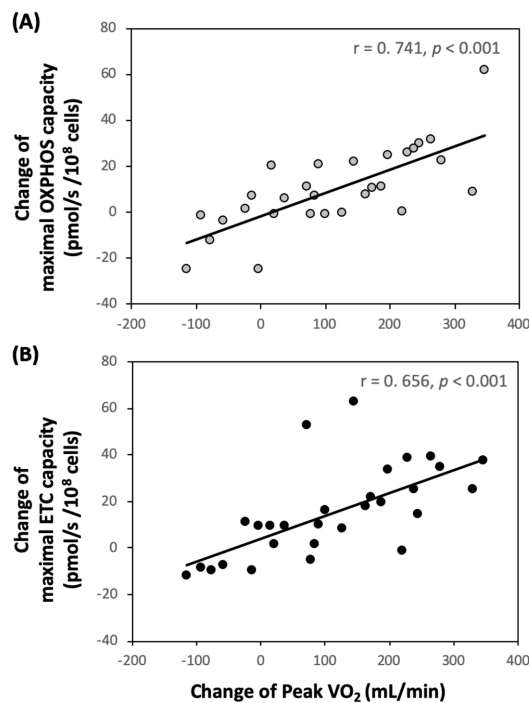 (A)
r = 0. 741, p < 0.001
Change of
maximal OXPHOS capacity
(pmol/s /10⁸ cells)
80
60
40
20
0
-20
-40
-200 -100 0 100 200 300 400
(B)
r = 0. 656, p < 0.001
Change of
maximal ETC capacity
(pmol/s /10⁸ cells)
80
60
40
20
0
-20
-40
-200 -100 0 100 200 300 400
Change of Peak VO₂ (mL/min)